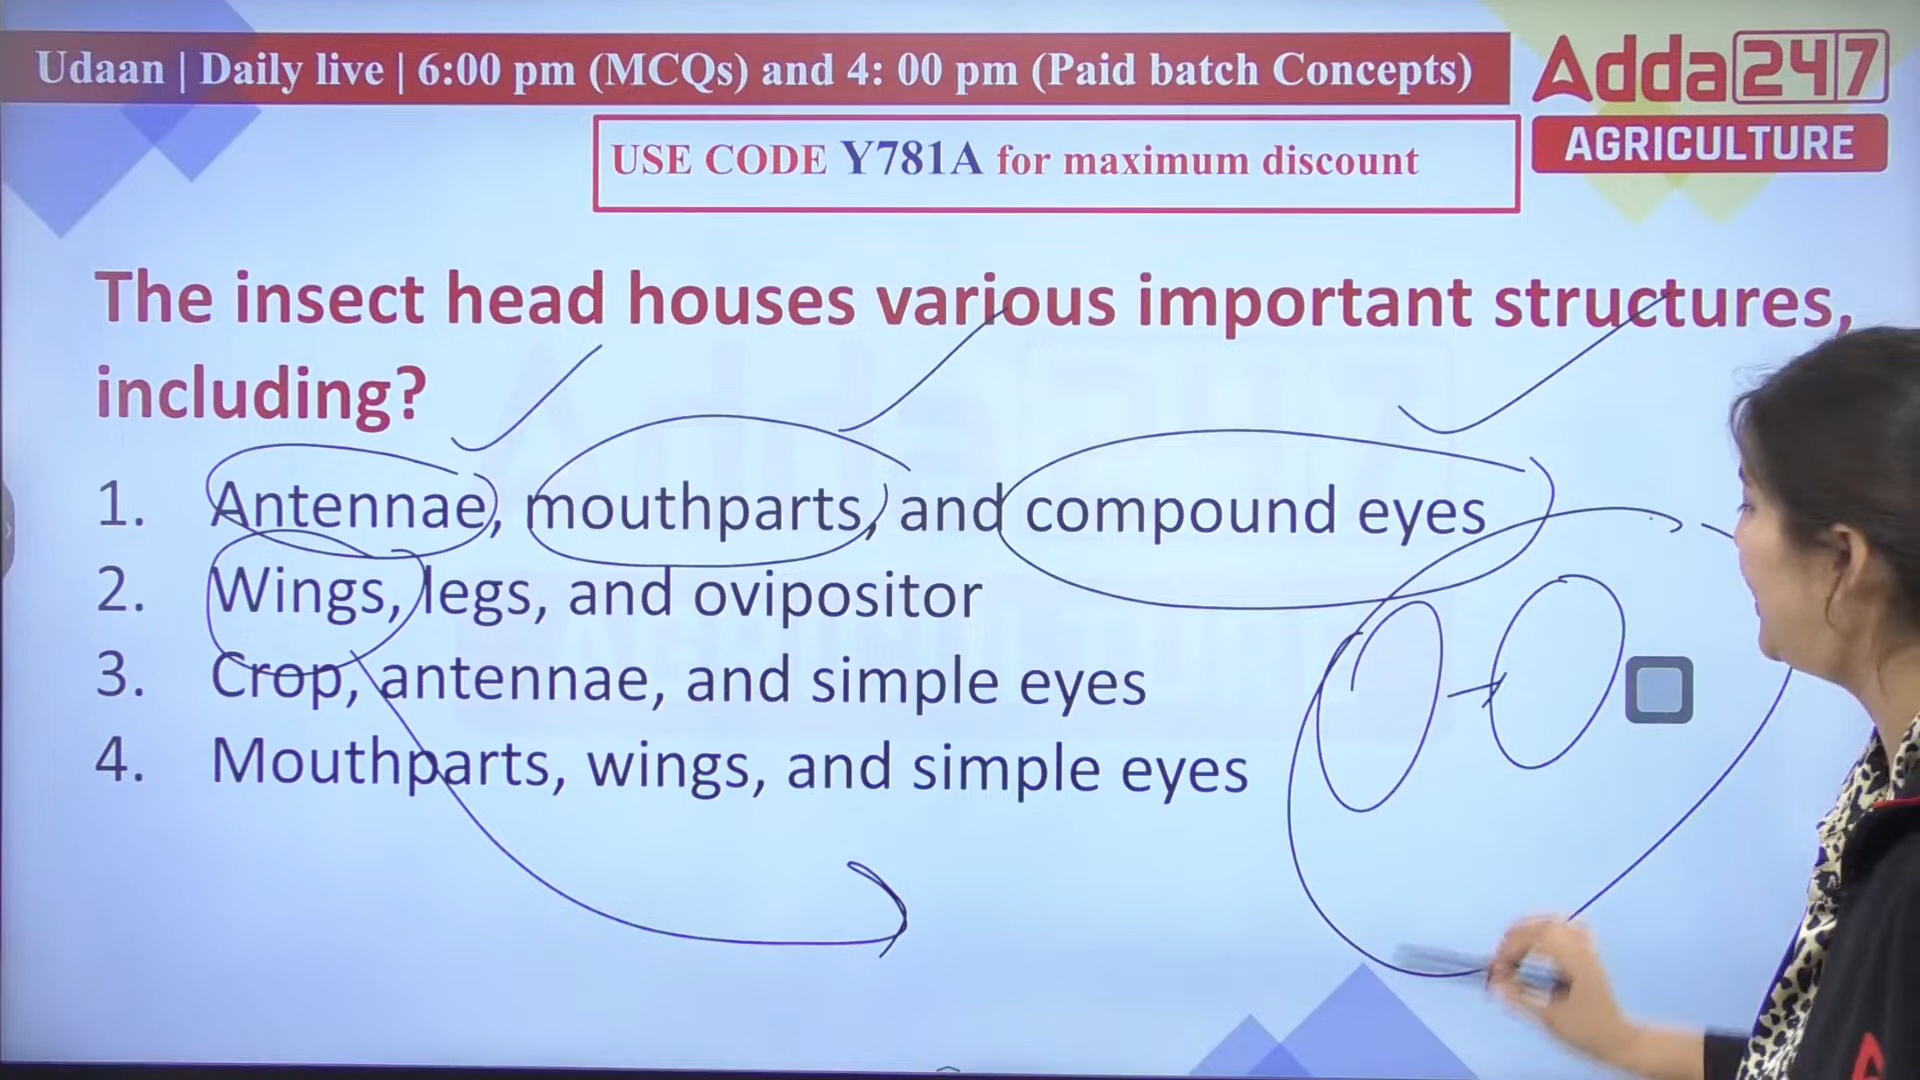 Udaan | Daily live | 6:00 pm (MCQs) and 4: 00 pm (Paid batch Concepts)
Adda247
AGRICULTURE
USE CODE Y781A for maximum discount
The insect head houses various important structures,
including?
1. Antennae, mouthparts, and compound eyes
2. Wings, legs, and ovipositor
3. Crop, antennae, and simple eyes
4. Mouthparts, wings, and simple eyes